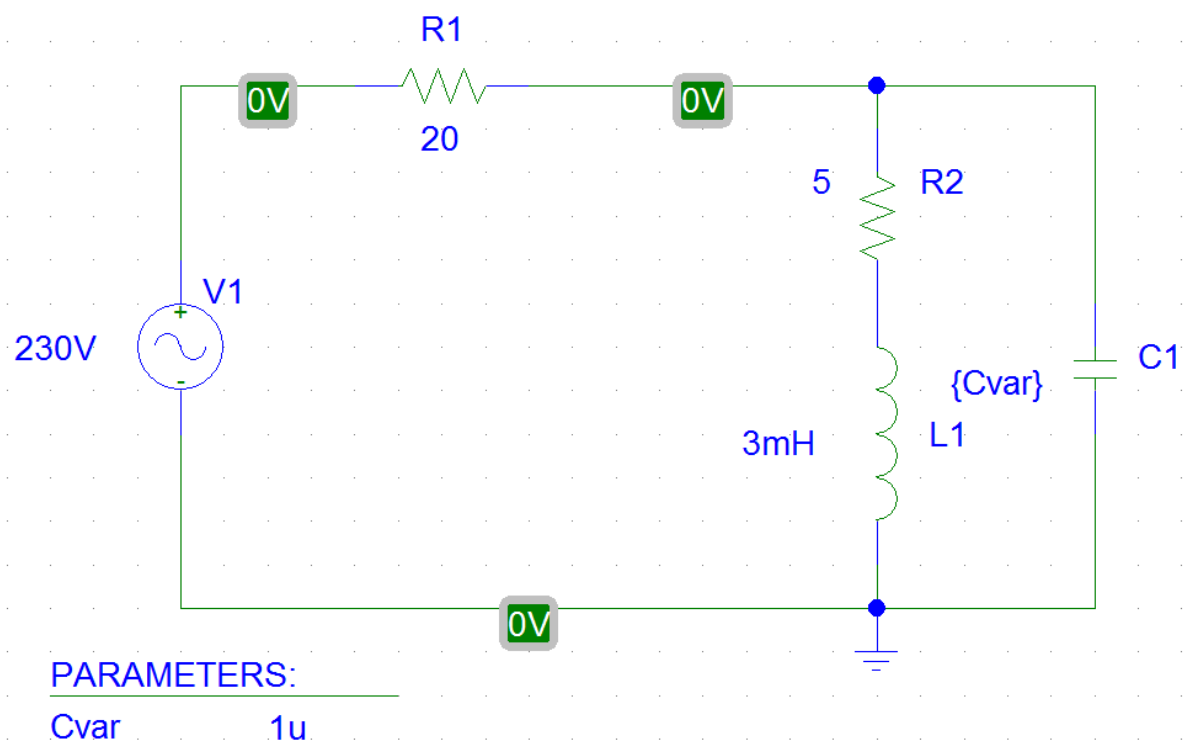 R1
0V
0V
20
5
R2
V1
+
230V
-
{Cvar}
C1
3mH
L1
0V
PARAMETERS:
Cvar 1u